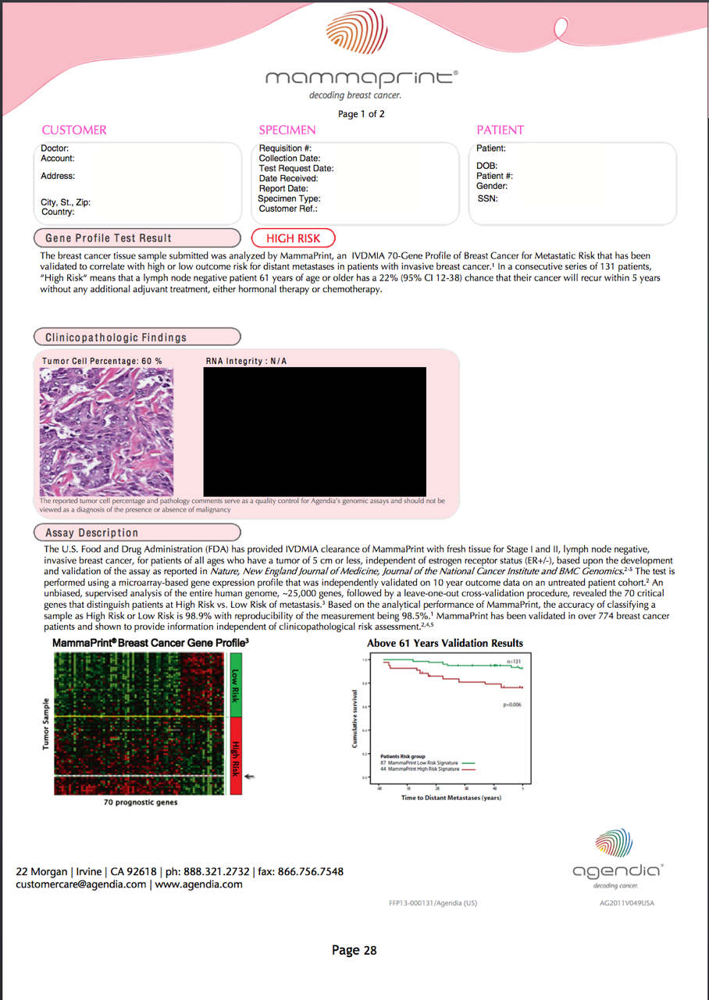 mammaprint®
decoding breast cancer.
Page 1 of 2
CUSTOMER
Doctor:
Account:
Address:
City, St., Zip:
Country:
SPECIMEN
Requisition #:
Collection Date:
Test Request Date:
Date Received:
Report Date:
Specimen Type:
Customer Ref.:
PATIENT
Patient:
DOB:
Patient #:
Gender:
SSN:
Gene Profile Test Result
HIGH RISK
The breast cancer tissue sample submitted was analyzed by MammaPrint, an IVDMIA 70-Gene Profile of Breast Cancer for Metastatic Risk that has been
validated to correlate with high or low outcome risk for distant metastases in patients with invasive breast cancer.¹ In a consecutive series of 131 patients,
"High Risk" means that a lymph node negative patient 61 years of age or older has a 22% (95% CI 12-38) chance that their cancer will recur within 5 years
without any additional adjuvant treatment, either hormonal therapy or chemotherapy.
Clinicopathologic Findings
Tumor Cell Percentage: 60 %
RNA Integrity : N/A
The reported tumor cell percentage and pathology comments serve as a quality control for Agendia's genomic assays and should not be
viewed as a diagnosis of the presence or absence of malignancy
Assay Description
The U.S. Food and Drug Administration (FDA) has provided IVDMIA clearance of MammaPrint with fresh tissue for Stage I and II, lymph node negative,
invasive breast cancer, for patients of all ages who have a tumor of 5 cm or less, independent of estrogen receptor status (ER+/-), based upon the development
and validation of the assay as reported in Nature, New England Journal of Medicine, Journal of the National Cancer Institute and BMC Genomics.²⁻⁵ The test is
performed using a microarray-based gene expression profile that was independently validated on 10 year outcome data on an untreated patient cohort.² An
unbiased, supervised analysis of the entire human genome, ~25,000 genes, followed by a leave-one-out cross-validation procedure, revealed the 70 critical
genes that distinguish patients at High Risk vs. Low Risk of metastasis.³ Based on the analytical performance of MammaPrint, the accuracy of classifying a
sample as High Risk or Low Risk is 98.9% with reproducibility of the measurement being 98.5%.¹ MammaPrint has been validated in over 774 breast cancer
patients and shown to provide information independent of clinicopathological risk assessment.²,⁴,⁵
MammaPrint® Breast Cancer Gene Profile³
Tumor Sample
Low Risk
High Risk
70 prognostic genes
Above 61 Years Validation Results
Cumulative survival
1.0
0.8
0.6
0.4
0.2
0.0
n=131
p=0.006
Patients Risk group
87 MammaPrint Low Risk Signature
44 MammaPrint High Risk Signature
5
Time to Distant Metastases (years)
22 Morgan | Irvine | CA 92618 | ph: 888.321.2732 | fax: 866.756.7548
customercare@agendia.com | www.agendia.com
agendia®
decoding cancer.
FFP13-000131/Agendia (US)
AG2011V049USA
Page 28